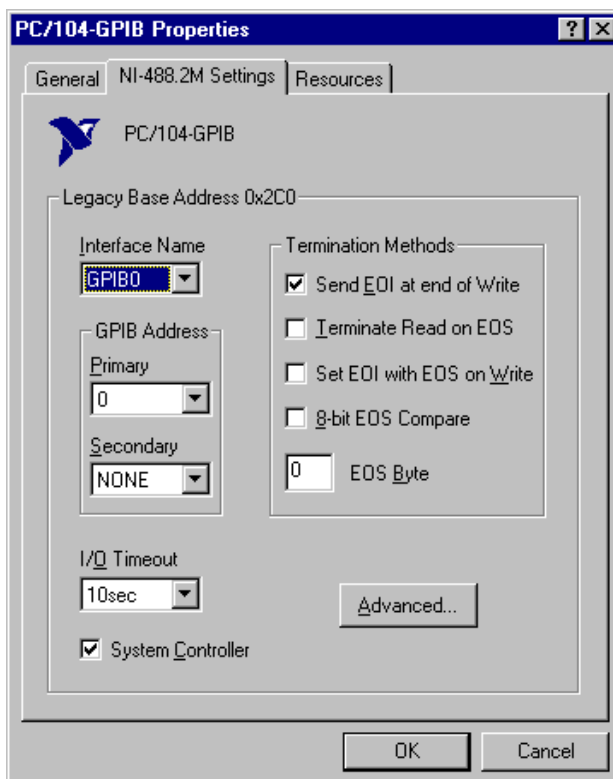 PC/104-GPIB Properties
General
NI-488.2M Settings
Resources
PC/104-GPIB
Legacy Base Address 0x2C0
Interface Name
GPIB0
GPIB Address
Primary
0
Secondary
NONE
I/O Timeout
10sec
System Controller
Termination Methods
Send EOI at end of Write
Terminate Read on EOS
Set EOI with EOS on Write
8-bit EOS Compare
0 EOS Byte
Advanced...
OK
Cancel